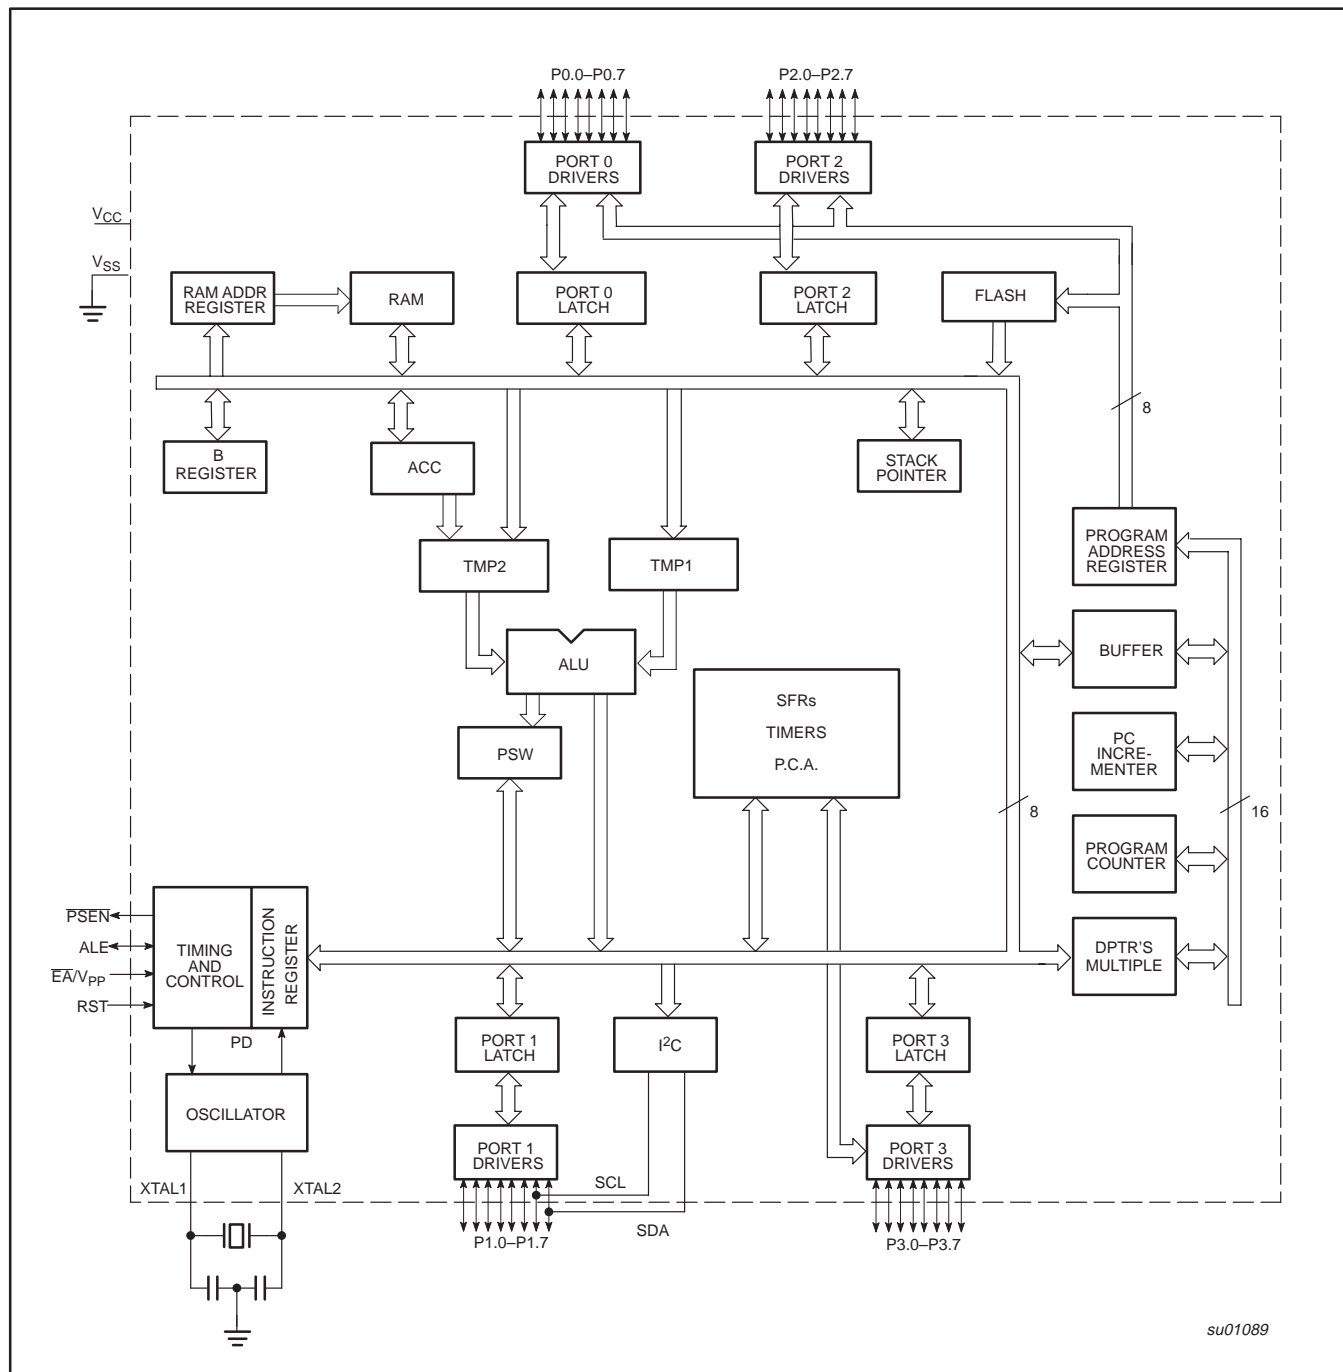 P0.0–P0.7
P2.0–P2.7
PORT 0
DRIVERS
PORT 2
DRIVERS
VCC
VSS
RAM ADDR
REGISTER
RAM
PORT 0
LATCH
PORT 2
LATCH
FLASH
8
B
REGISTER
ACC
STACK
POINTER
PROGRAM
ADDRESS
REGISTER
TMP2
TMP1
BUFFER
ALU
SFRs
TIMERS
P.C.A.
PSW
PC
INCRE-
MENTER
8
16
PROGRAM
COUNTER
PSEN
ALE
EA/VPP
RST
TIMING
AND
CONTROL
INSTRUCTION
REGISTER
DPTR'S
MULTIPLE
PD
PORT 1
LATCH
I²C
PORT 3
LATCH
OSCILLATOR
PORT 1
DRIVERS
PORT 3
DRIVERS
XTAL1
XTAL2
SCL
SDA
P1.0–P1.7
P3.0–P3.7
su01089